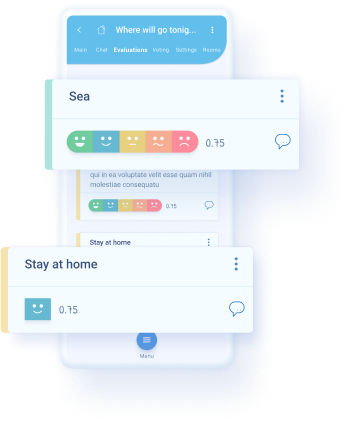 Where will go tonig...
Main Chat Evaluations Voting Settings Rooms
Sea
0.75
qui in ea voluptate velit esse quam nihil
molestiae consequatu
0.75
Stay at home
Stay at home
0.75
Menu